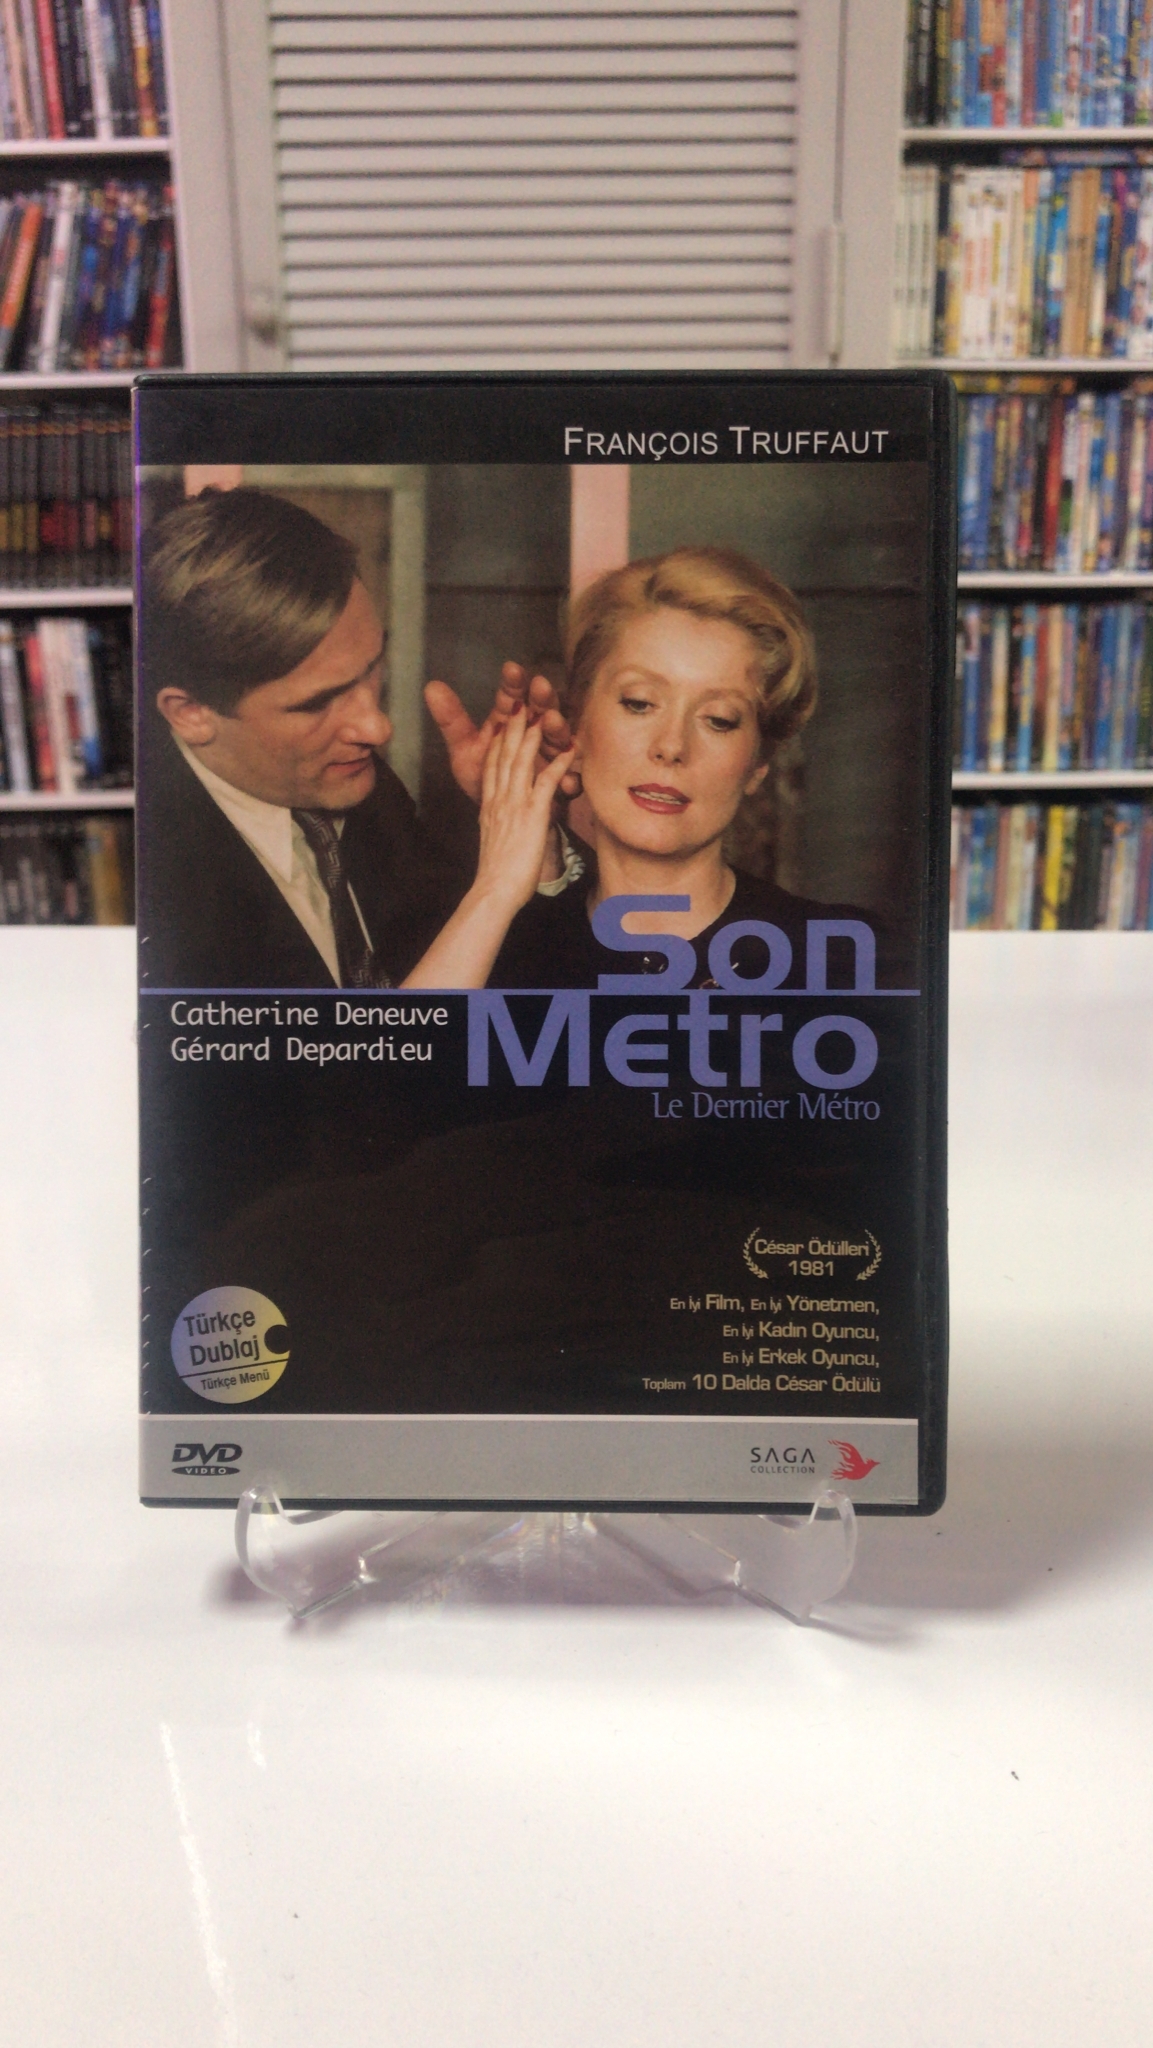 FRANÇOIS TRUFFAUT
Son
Metro
Catherine Deneuve
Gérard Depardieu
Le Dernier Métro
César Ödülleri
1981
En İyi Film, En İyi Yönetmen,
En İyi Kadın Oyuncu,
En İyi Erkek Oyuncu,
Toplam 10 Dalda César Ödülü
Türkçe
Dublaj
Türkçe Menü
DVD
VIDEO
SAGA
COLLECTION